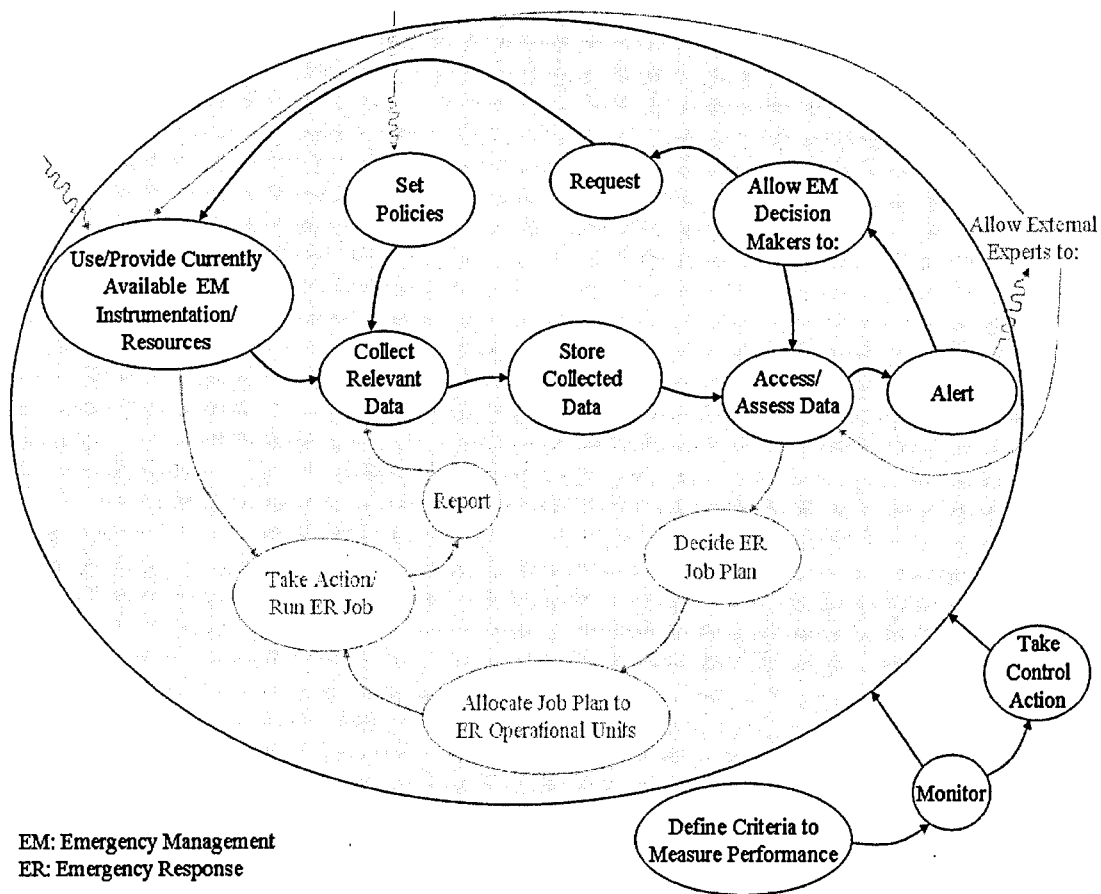 Set
Policies
Request
Allow EM
Decision
Makers to:
Allow External
Experts to:
Use/Provide Currently
Available EM
Instrumentation/
Resources
Collect
Relevant
Data
Store
Collected
Data
Access/
Assess Data
Alert
Report
Decide ER
Job Plan
Take Action/
Run ER Job
Allocate Job Plan to
ER Operational Units
Take
Control
Action
Monitor
Define Criteria to
Measure Performance
EM: Emergency Management
ER: Emergency Response